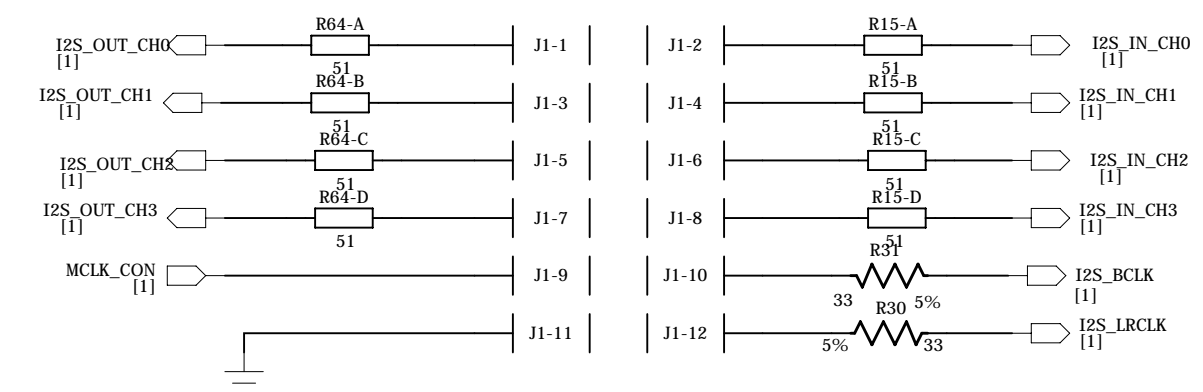 R64-A R15-A
I2S_OUT_CH0 J1-1 J1-2 I2S_IN_CH0
[1] 51 51 [1]
R64-B R15-B
I2S_OUT_CH1 J1-3 J1-4 I2S_IN_CH1
[1] 51 51 [1]
R64-C R15-C
I2S_OUT_CH2 J1-5 J1-6 I2S_IN_CH2
[1] 51 51 [1]
R64-D R15-D
I2S_OUT_CH3 J1-7 J1-8 I2S_IN_CH3
[1] 51 51 [1]
R31
MCLK_CON J1-9 J1-10 I2S_BCLK
[1] 33 5% [1]
R30
J1-11 J1-12 I2S_LRCLK
5% 33 [1]